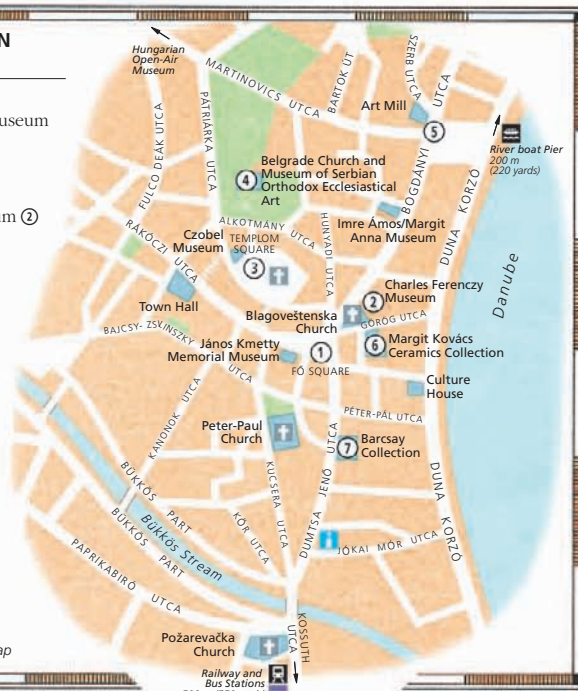 N
useum
m ②
ap
Hungarian
Open-Air
Museum
MARTINOVICS UTCA
BARTOK ÚT
SZERB UTCA
UTCA
Art Mill
⑤
River boat Pier
200 m
(220 yards)
PÁTRIÁRKA UTCA
FULCO DEÁK UTCA
④
Belgrade Church and
Museum of Serbian
Orthodox Ecclesiastical
Art
BOGDÁNYI
DUNA KORZÓ
Imre Ámos/Margit
Anna Museum
ALKOTMÁNY UTCA
HUNYADI UTCA
RÁKÓCZI UTCA
Czobel
Museum
TEMPLOM
SQUARE
③
Danube
Town Hall
②
Charles Ferenczy
Museum
Blagoveštenska
Church
GÖRÖG UTCA
BAJCSY-ZSKINSZKY
UTCA
János Kmetty
Memorial Museum
①
FŐ SQUARE
⑥
Margit Kovács
Ceramics Collection
Culture
House
KANONOK UTCA
PÉTER-PÁL UTCA
Peter-Paul
Church
⑦
Barcsay
Collection
KUCSERA UTCA
DUMTSA JENŐ UTCA
DUNA KORZÓ
BÜKKÖS PART
Bükkös Stream
BÜKKÖS PART
KŐR UTCA
JÓKAI MÓR UTCA
PAPRIKABIRÓ UTCA
Požarevačka
Church
KOSSUTH
UTCA
Railway and
Bus Stations